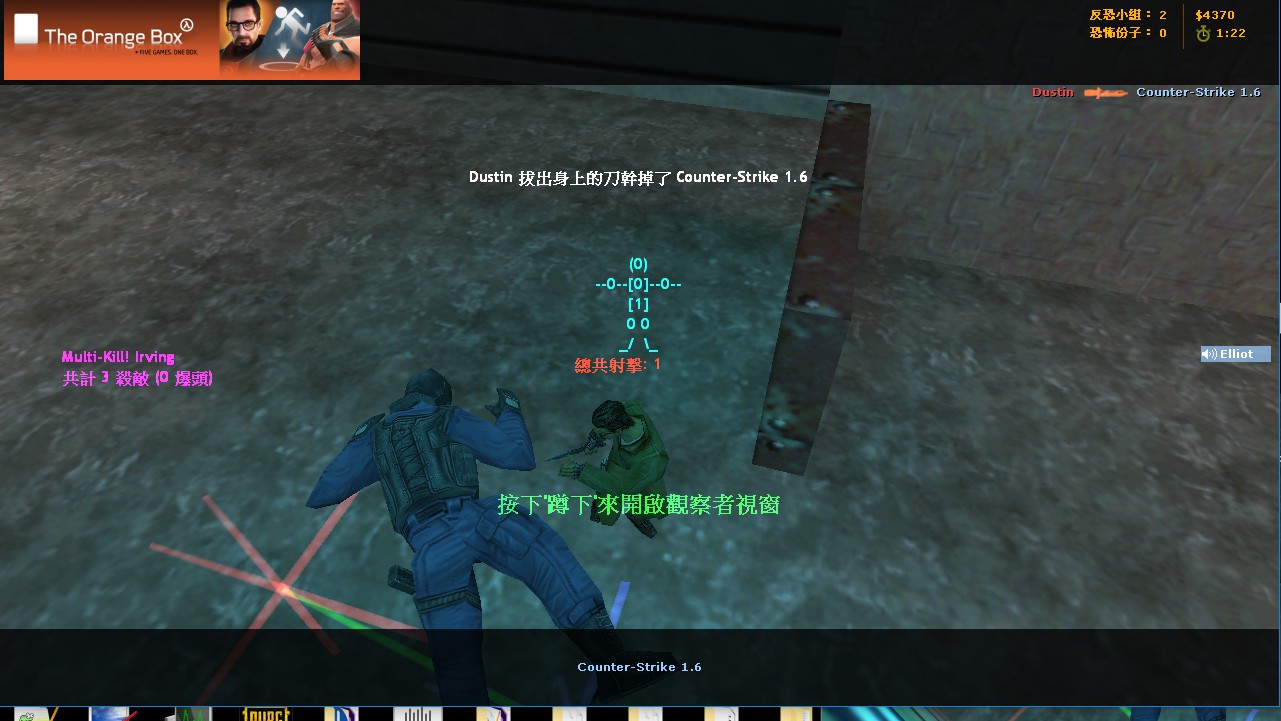 The Orange Box
• FIVE GAMES. ONE BOX.
反恐小組： 2
恐怖份子： 0
$4370
1:22
Dustin Counter-Strike 1.6
Dustin 拔出身上的刀幹掉了 Counter-Strike 1.6
(0)
--0--[0]--0--
[1]
0 0
_/ \_
總共射擊: 1
Multi-Kill! Irving
共計 3 殺敵 (0 爆頭)
Elliot
按下"蹲下"來開啟觀察者視窗
Counter-Strike 1.6